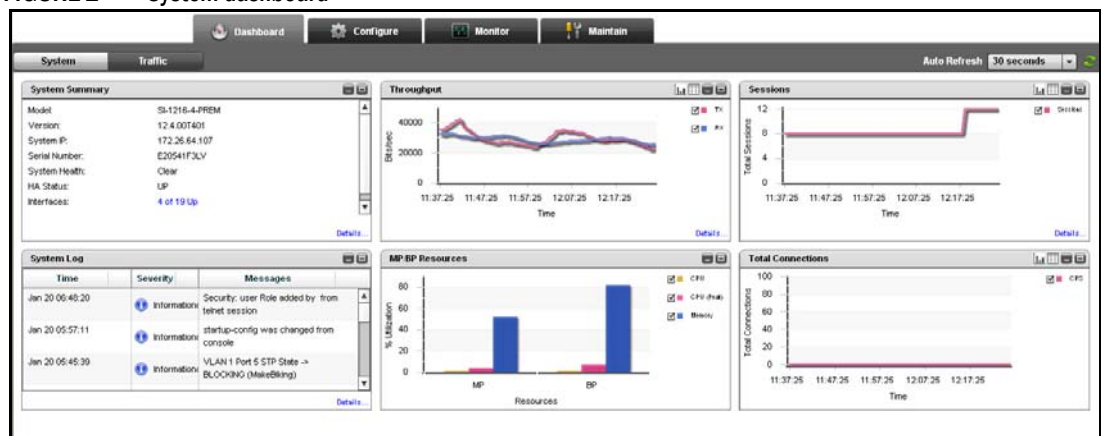 System dashboard
Dashboard
Configure
Monitor
Maintain
System
Traffic
Auto Refresh 30 seconds
System Summary
Model: SI-1216-4-PREM
Version: 12.4.00T401
System IP: 172.26.64.107
Serial Number: E20541F3LV
System Health: Clear
HA Status: UP
Interfaces: 4 of 19 Up
Details...
Throughput
Bits/sec
40000
20000
0
11:37:25 11:47:25 11:57:25 12:07:25 12:17:25
Time
TX
RX
Details...
Sessions
Total Sessions
12
8
4
0
11:37:25 11:47:25 11:57:25 12:07:25 12:17:25
Time
Details...
System Log
Time Severity Messages
Jan 20 06:48:20 Information Security: user Role added by from
telnet session
Jan 20 05:57:11 Information startup-config was changed from
console
Jan 20 05:45:39 Information VLAN 1 Port 5 STP State ->
BLOCKING (MakeBlking)
Details...
MP:BP Resources
% Utilization
80
60
40
20
0
MP BP
Resources
CPU
CPU (Peak)
Memory
Total Connections
Total Connections
100
80
60
40
20
0
11:37:25 11:47:25 11:57:25 12:07:25 12:17:25
Time
CPS